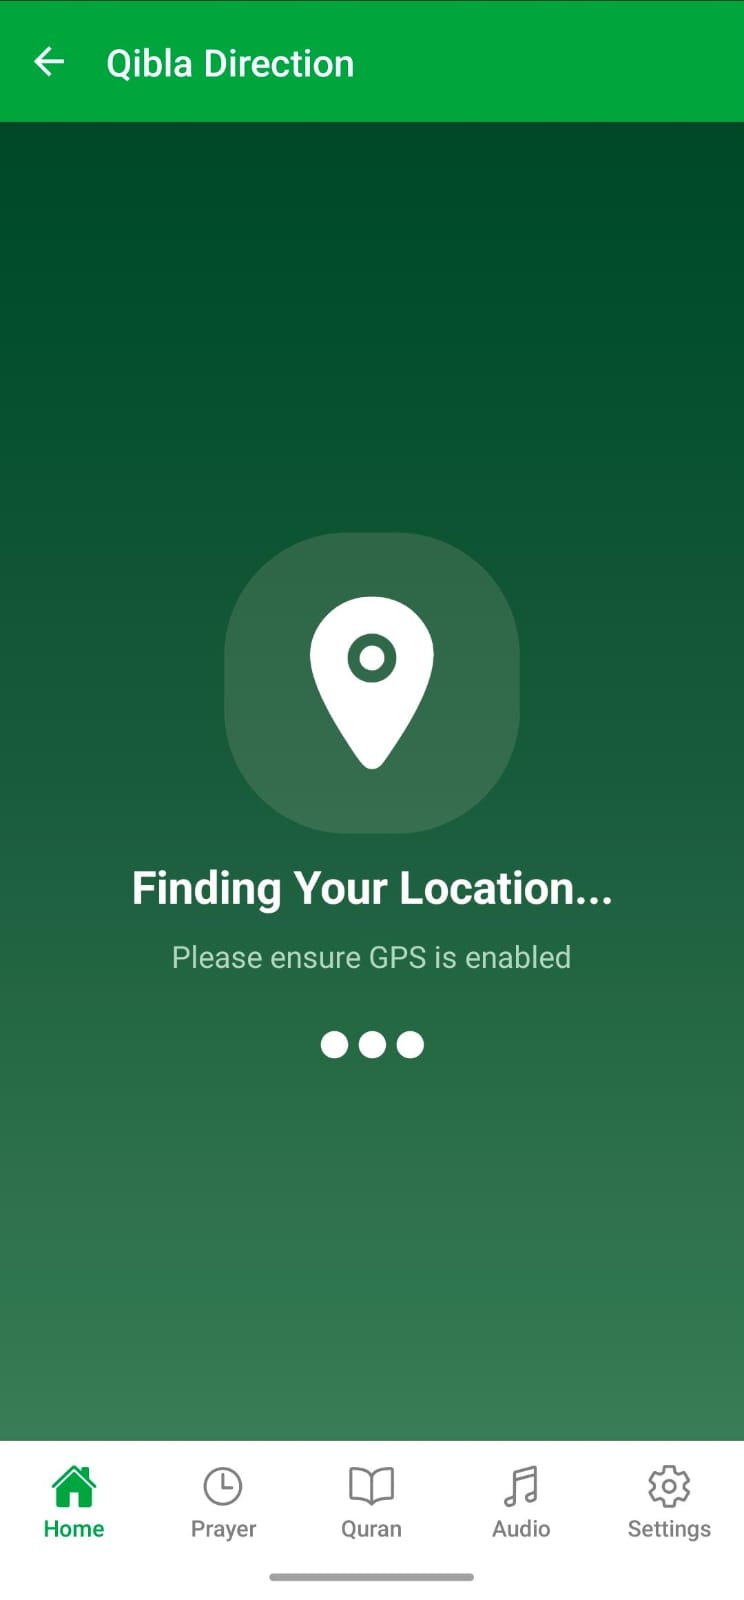 Qibla Direction
Finding Your Location...
Please ensure GPS is enabled
Home
Prayer
Quran
Audio
Settings